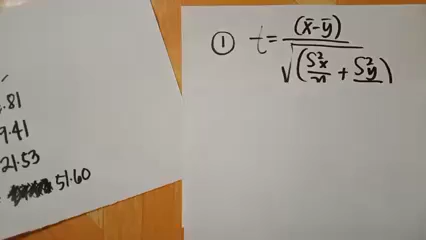 .81
9.41
21.53
51.60
① t = (x̄-ȳ) / √(S²x/n + S²y/)